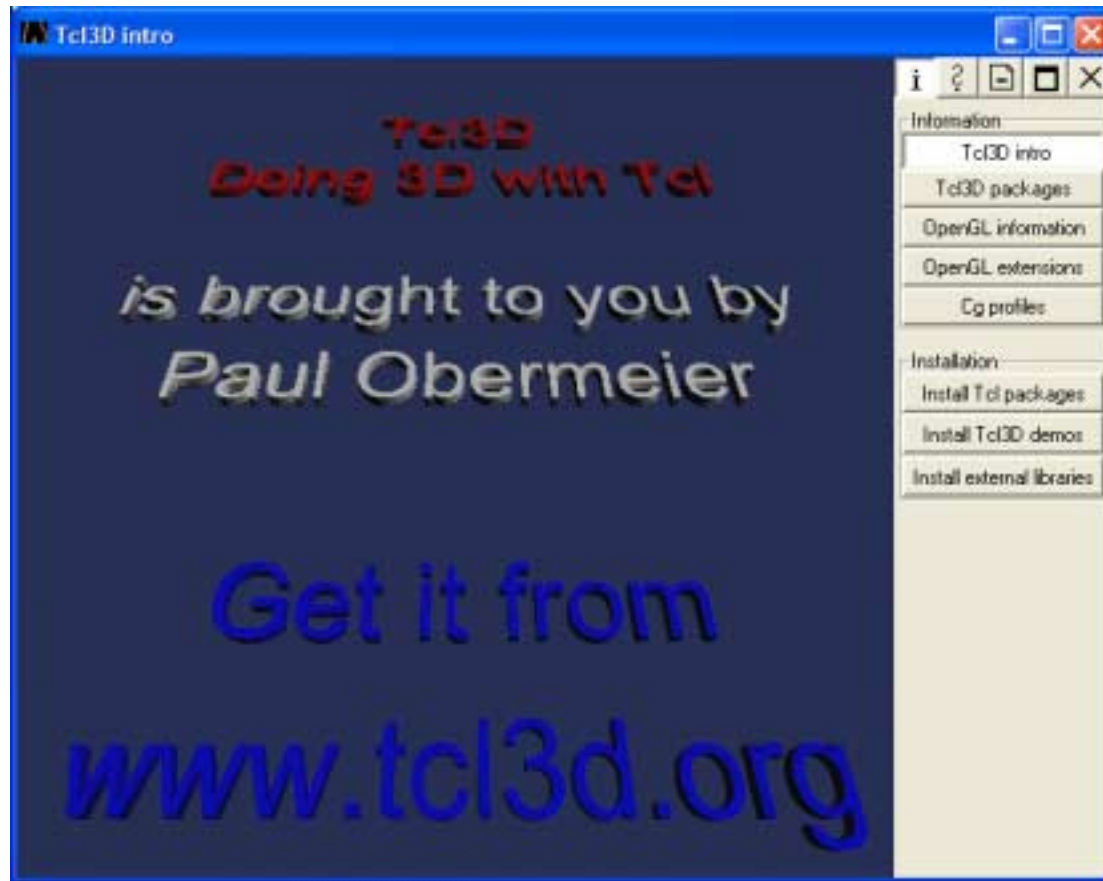 Tcl3D intro
Tcl3D
Doing 3D with Tcl
is brought to you by
Paul Obermeier
Get it from
www.tcl3d.org
i
Information
Tcl3D intro
Tcl3D packages
OpenGL information
OpenGL extensions
Cg profiles
Installation
Install Tcl packages
Install Tcl3D demos
Install external libraries